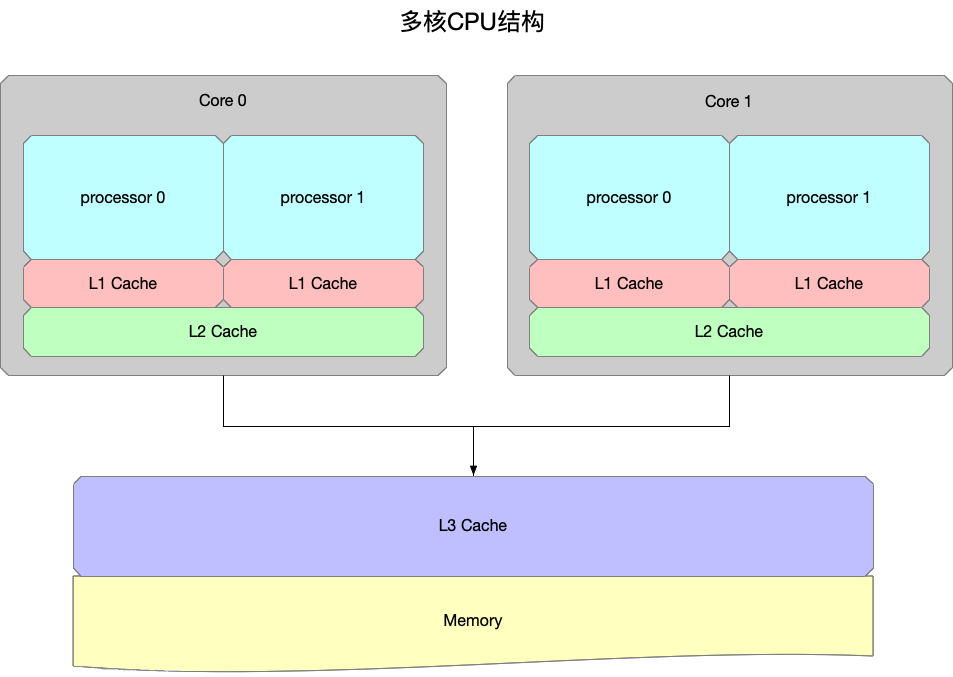 多核CPU结构
Core 0
Core 1
processor 0
processor 1
processor 0
processor 1
L1 Cache
L1 Cache
L1 Cache
L1 Cache
L2 Cache
L2 Cache
L3 Cache
Memory